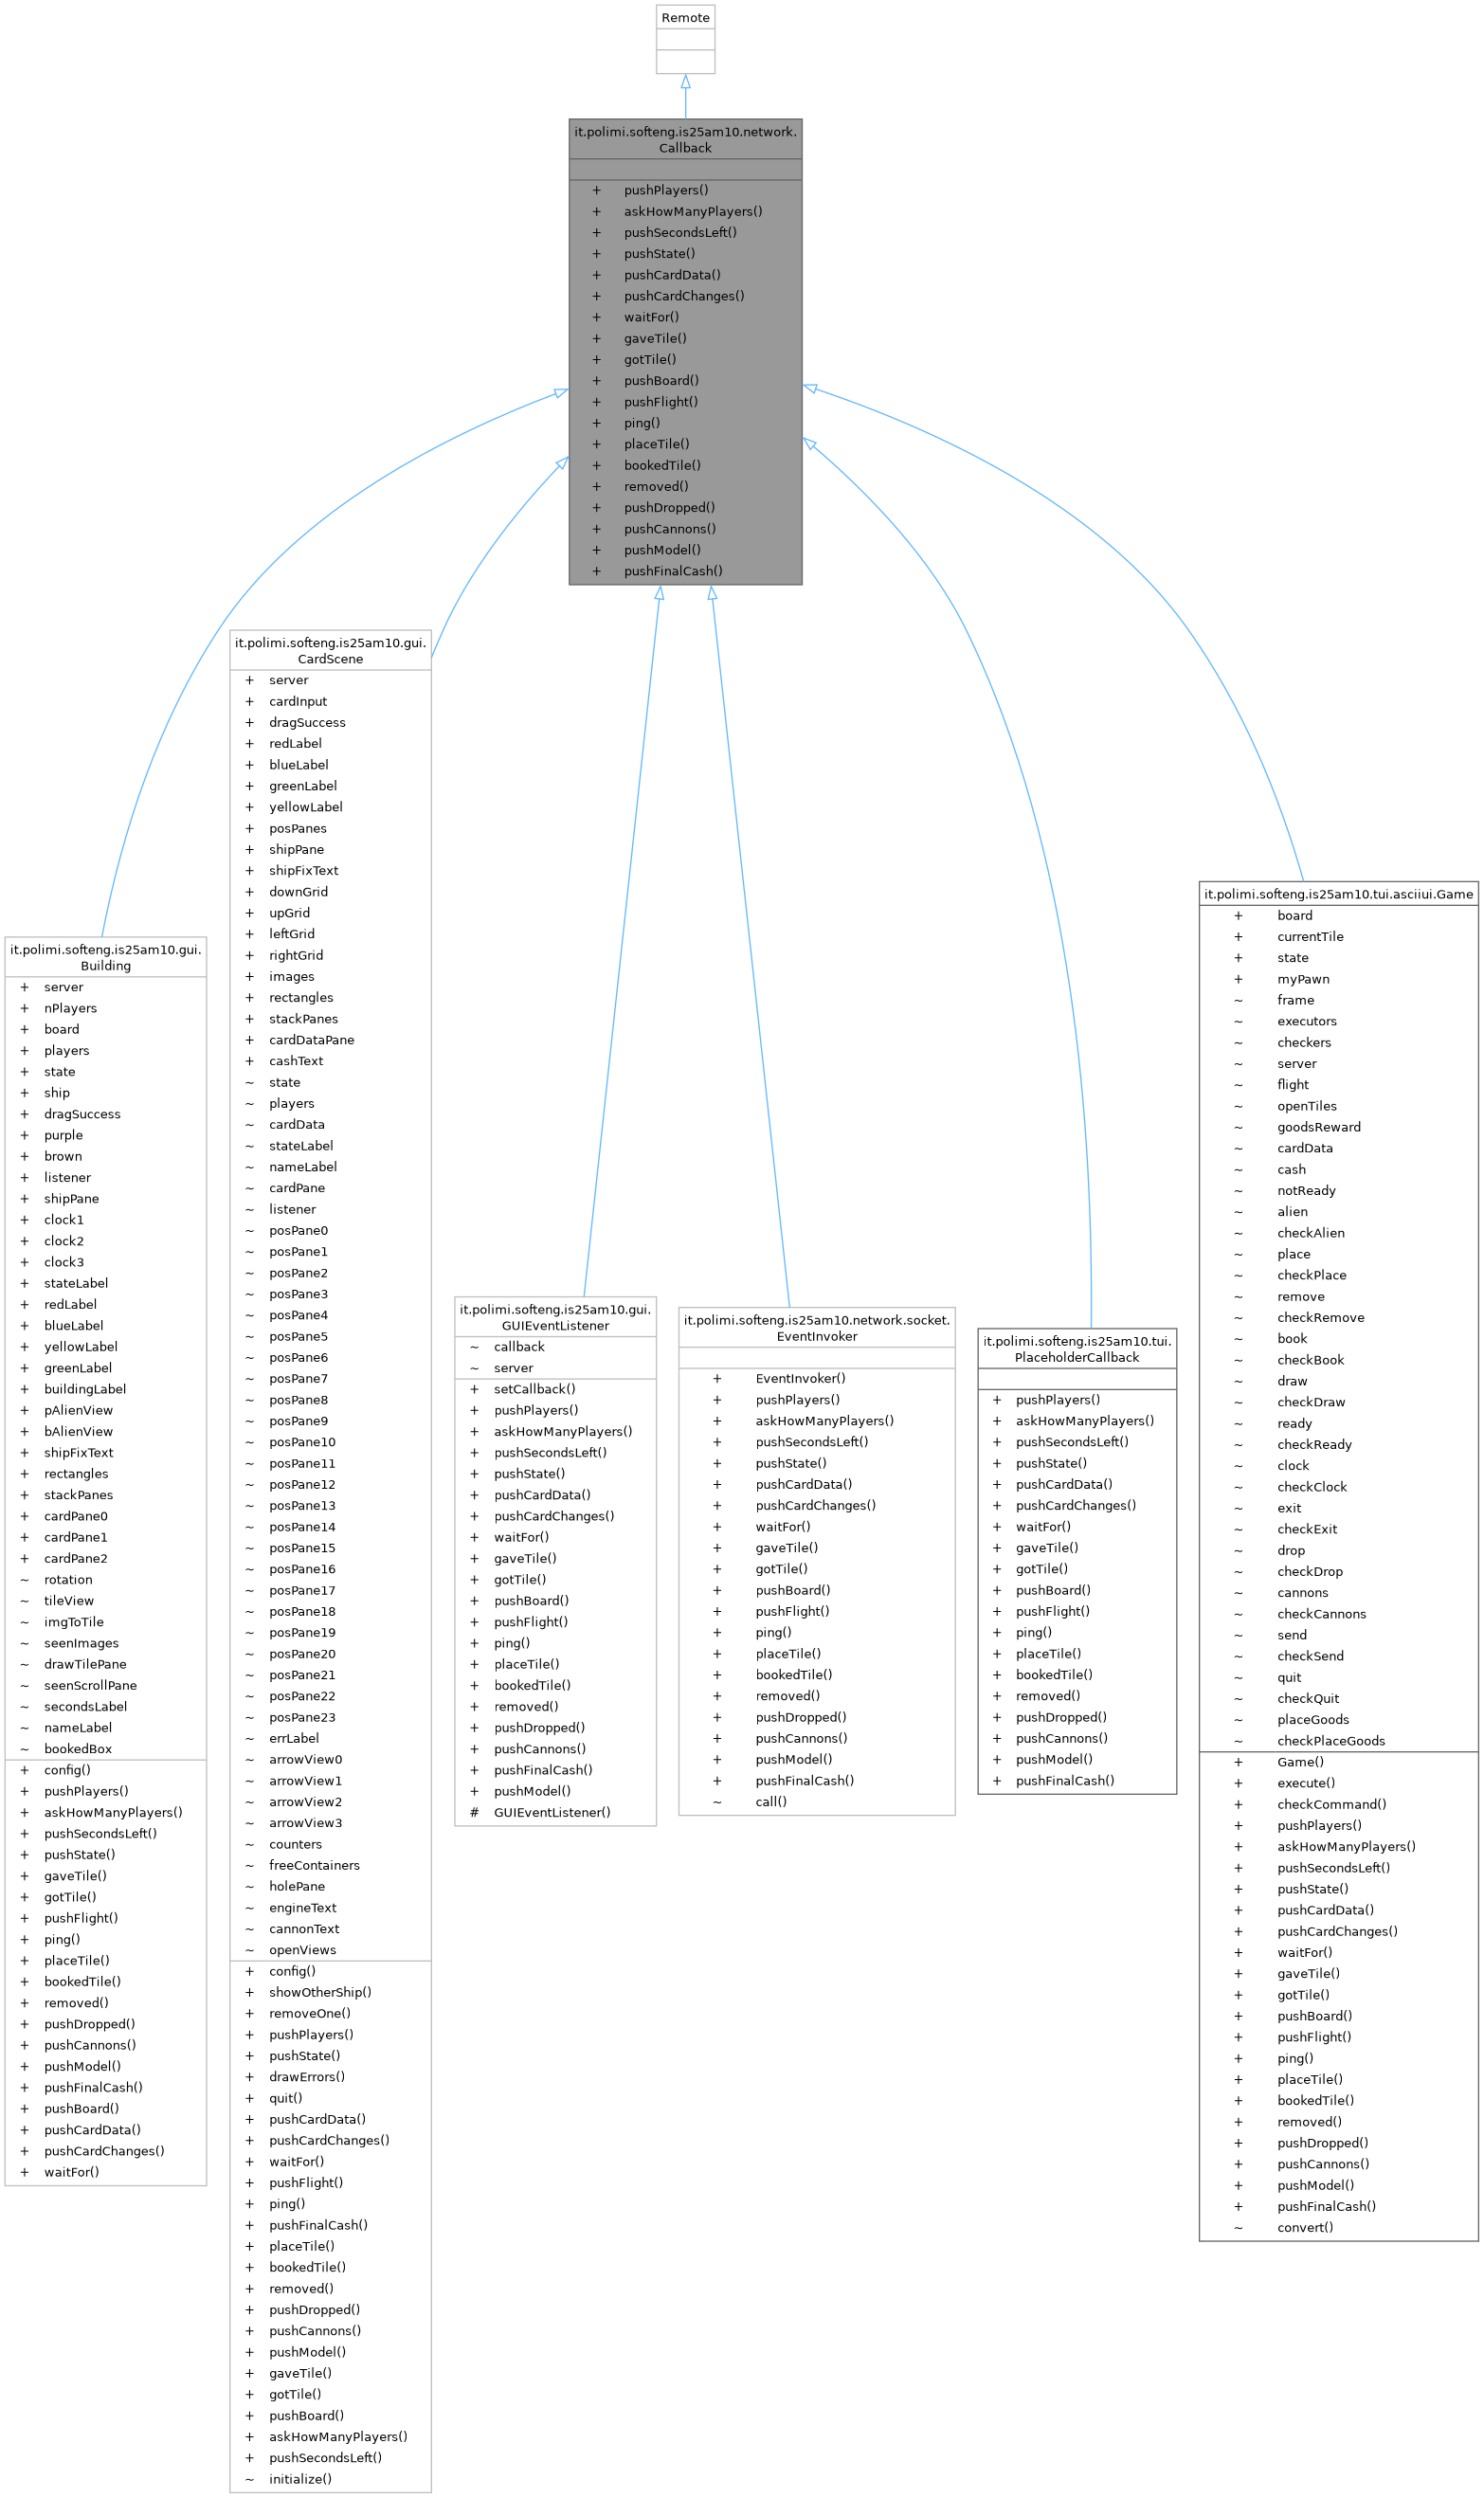 Remote
it.polimi.softeng.is25am10.network.
Callback
+ pushPlayers()
+ askHowManyPlayers()
+ pushSecondsLeft()
+ pushState()
+ pushCardData()
+ pushCardChanges()
+ waitFor()
+ gaveTile()
+ gotTile()
+ pushBoard()
+ pushFlight()
+ ping()
+ placeTile()
+ bookedTile()
+ removed()
+ pushDropped()
+ pushCannons()
+ pushModel()
+ pushFinalCash()
it.polimi.softeng.is25am10.gui.
Building
+ server
+ nPlayers
+ board
+ players
+ state
+ ship
+ dragSuccess
+ purple
+ brown
+ listener
+ shipPane
+ clock1
+ clock2
+ clock3
+ stateLabel
+ redLabel
+ blueLabel
+ yellowLabel
+ greenLabel
+ buildingLabel
+ pAlienView
+ bAlienView
+ shipFixText
+ rectangles
+ stackPanes
+ cardPane0
+ cardPane1
+ cardPane2
~ rotation
~ tileView
~ imgToTile
~ seenImages
~ drawTilePane
~ seenScrollPane
~ secondsLabel
~ nameLabel
~ bookedBox
+ config()
+ pushPlayers()
+ askHowManyPlayers()
+ pushSecondsLeft()
+ pushState()
+ gaveTile()
+ gotTile()
+ pushFlight()
+ ping()
+ placeTile()
+ bookedTile()
+ removed()
+ pushDropped()
+ pushCannons()
+ pushModel()
+ pushFinalCash()
+ pushBoard()
+ pushCardData()
+ pushCardChanges()
+ waitFor()
it.polimi.softeng.is25am10.gui.
CardScene
+ server
+ cardInput
+ dragSuccess
+ redLabel
+ blueLabel
+ greenLabel
+ yellowLabel
+ posPanes
+ shipPane
+ shipFixText
+ downGrid
+ upGrid
+ leftGrid
+ rightGrid
+ images
+ rectangles
+ stackPanes
+ cardDataPane
+ cashText
~ state
~ players
~ cardData
~ stateLabel
~ nameLabel
~ cardPane
~ listener
~ posPane0
~ posPane1
~ posPane2
~ posPane3
~ posPane4
~ posPane5
~ posPane6
~ posPane7
~ posPane8
~ posPane9
~ posPane10
~ posPane11
~ posPane12
~ posPane13
~ posPane14
~ posPane15
~ posPane16
~ posPane17
~ posPane18
~ posPane19
~ posPane20
~ posPane21
~ posPane22
~ posPane23
~ errLabel
~ arrowView0
~ arrowView1
~ arrowView2
~ arrowView3
~ counters
~ freeContainers
~ holePane
~ engineText
~ cannonText
~ openViews
+ config()
+ showOtherShip()
+ removeOne()
+ pushPlayers()
+ pushState()
+ drawErrors()
+ quit()
+ pushCardData()
+ pushCardChanges()
+ waitFor()
+ pushFlight()
+ ping()
+ pushFinalCash()
+ placeTile()
+ bookedTile()
+ removed()
+ pushDropped()
+ pushCannons()
+ pushModel()
+ gaveTile()
+ gotTile()
+ pushBoard()
+ askHowManyPlayers()
+ pushSecondsLeft()
~ initialize()
it.polimi.softeng.is25am10.gui.
GUIEventListener
~ callback
~ server
+ setCallback()
+ pushPlayers()
+ askHowManyPlayers()
+ pushSecondsLeft()
+ pushState()
+ pushCardData()
+ pushCardChanges()
+ waitFor()
+ gaveTile()
+ gotTile()
+ pushBoard()
+ pushFlight()
+ ping()
+ placeTile()
+ bookedTile()
+ removed()
+ pushDropped()
+ pushCannons()
+ pushFinalCash()
+ pushModel()
# GUIEventListener()
it.polimi.softeng.is25am10.network.socket.
EventInvoker
+ EventInvoker()
+ pushPlayers()
+ askHowManyPlayers()
+ pushSecondsLeft()
+ pushState()
+ pushCardData()
+ pushCardChanges()
+ waitFor()
+ gaveTile()
+ gotTile()
+ pushBoard()
+ pushFlight()
+ ping()
+ placeTile()
+ bookedTile()
+ removed()
+ pushDropped()
+ pushCannons()
+ pushModel()
+ pushFinalCash()
~ call()
it.polimi.softeng.is25am10.tui.
PlaceholderCallback
+ pushPlayers()
+ askHowManyPlayers()
+ pushSecondsLeft()
+ pushState()
+ pushCardData()
+ pushCardChanges()
+ waitFor()
+ gaveTile()
+ gotTile()
+ pushBoard()
+ pushFlight()
+ ping()
+ placeTile()
+ bookedTile()
+ removed()
+ pushDropped()
+ pushCannons()
+ pushModel()
+ pushFinalCash()
it.polimi.softeng.is25am10.tui.asciiui.Game
+ board
+ currentTile
+ state
+ myPawn
~ frame
~ executors
~ checkers
~ server
~ flight
~ openTiles
~ goodsReward
~ cardData
~ cash
~ notReady
~ alien
~ checkAlien
~ place
~ checkPlace
~ remove
~ checkRemove
~ book
~ checkBook
~ draw
~ checkDraw
~ ready
~ checkReady
~ clock
~ checkClock
~ exit
~ checkExit
~ drop
~ checkDrop
~ cannons
~ checkCannons
~ send
~ checkSend
~ quit
~ checkQuit
~ placeGoods
~ checkPlaceGoods
+ Game()
+ execute()
+ checkCommand()
+ pushPlayers()
+ askHowManyPlayers()
+ pushSecondsLeft()
+ pushState()
+ pushCardData()
+ pushCardChanges()
+ waitFor()
+ gaveTile()
+ gotTile()
+ pushBoard()
+ pushFlight()
+ ping()
+ placeTile()
+ bookedTile()
+ removed()
+ pushDropped()
+ pushCannons()
+ pushModel()
+ pushFinalCash()
~ convert()